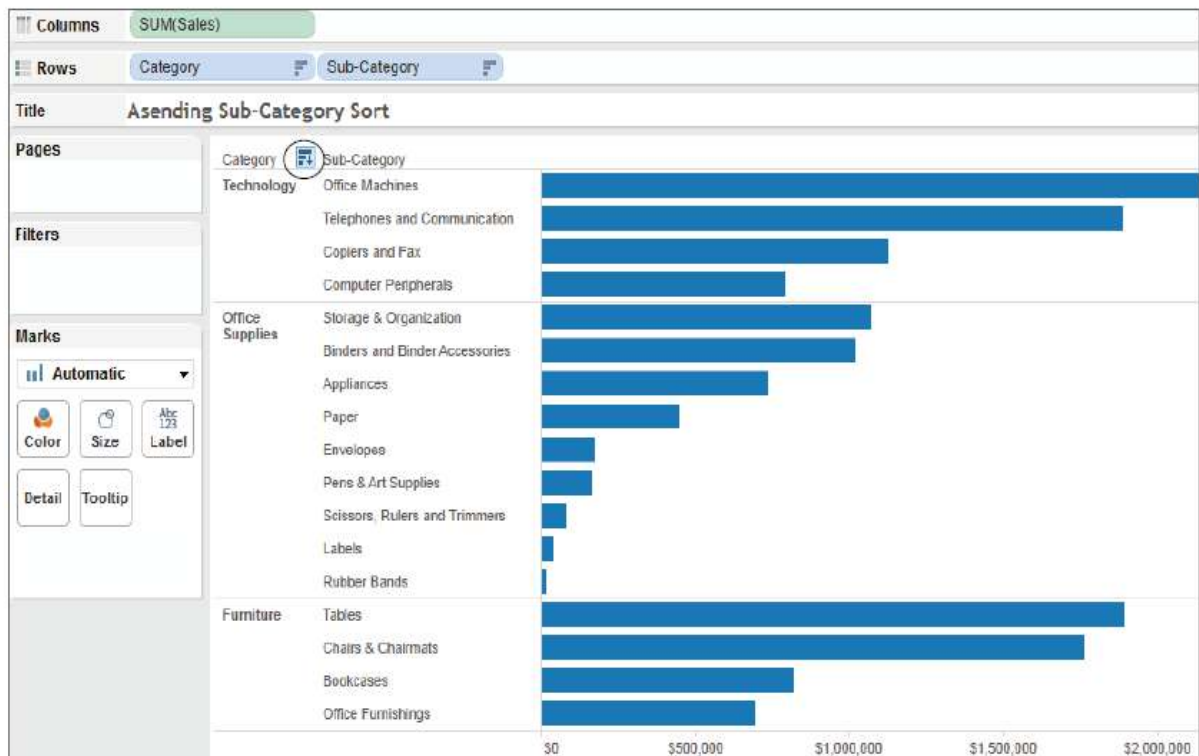 Columns SUM(Sales)
Rows Category Sub-Category
Title Asending Sub-Category Sort
Pages
Filters
Marks
Automatic
Color Size Abc 123 Label
Detail Tooltip
Category Sub-Category
Technology Office Machines
Telephones and Communication
Copiers and Fax
Computer Peripherals
Office Supplies Storage & Organization
Binders and Binder Accessories
Appliances
Paper
Envelopes
Pens & Art Supplies
Scissors, Rulers and Trimmers
Labels
Rubber Bands
Furniture Tables
Chairs & Chairmats
Bookcases
Office Furnishings
$0 $500,000 $1,000,000 $1,500,000 $2,000,000